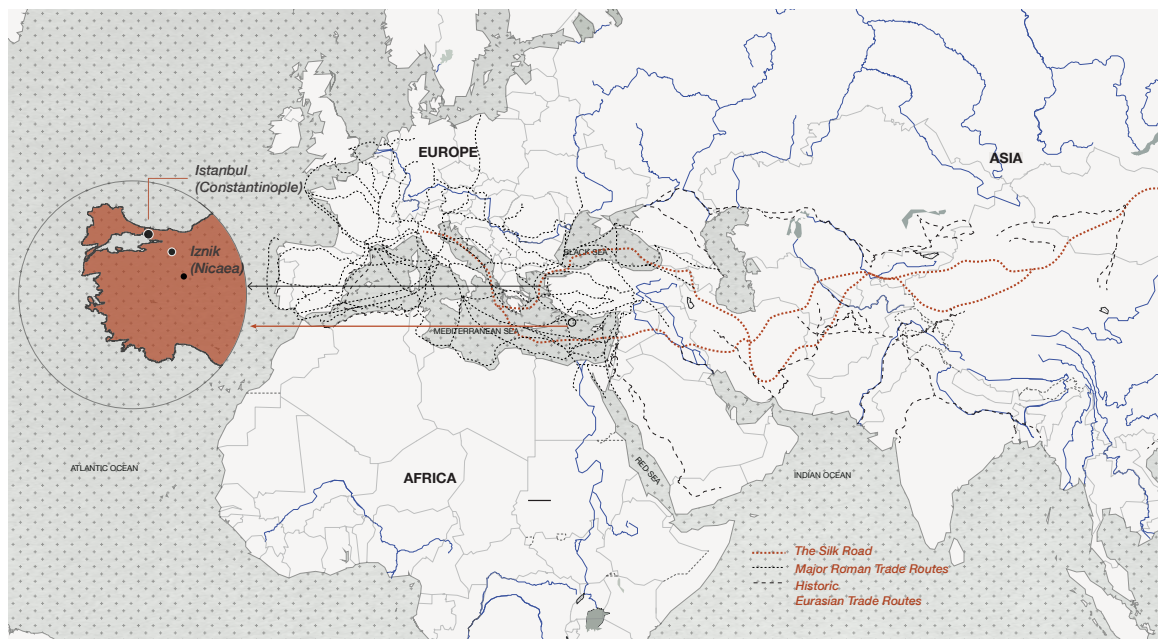 EUROPE
ASIA
Istanbul
(Constantinople)
Iznik
(Nicaea)
BLACK SEA
MEDITERRANEAN SEA
ATLANTIC OCEAN
AFRICA
RED SEA
INDIAN OCEAN
The Silk Road
Major Roman Trade Routes
Historic
Eurasian Trade Routes